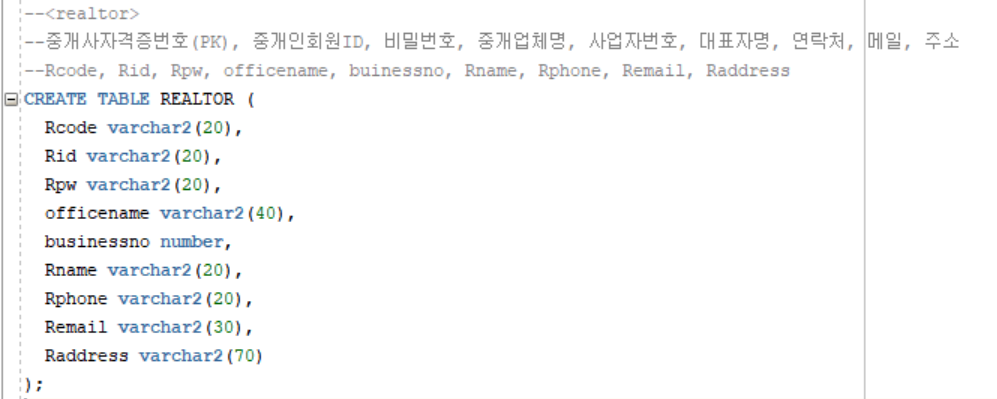 --<realtor>
--중개사자격증번호(PK), 중개인회원ID, 비밀번호, 중개업체명, 사업자번호, 대표자명, 연락처, 메일, 주소
--Rcode, Rid, Rpw, officename, buinessno, Rname, Rphone, Remail, Raddress
CREATE TABLE REALTOR (
Rcode varchar2(20),
Rid varchar2(20),
Rpw varchar2(20),
officename varchar2(40),
businessno number,
Rname varchar2(20),
Rphone varchar2(20),
Remail varchar2(30),
Raddress varchar2(70)
);